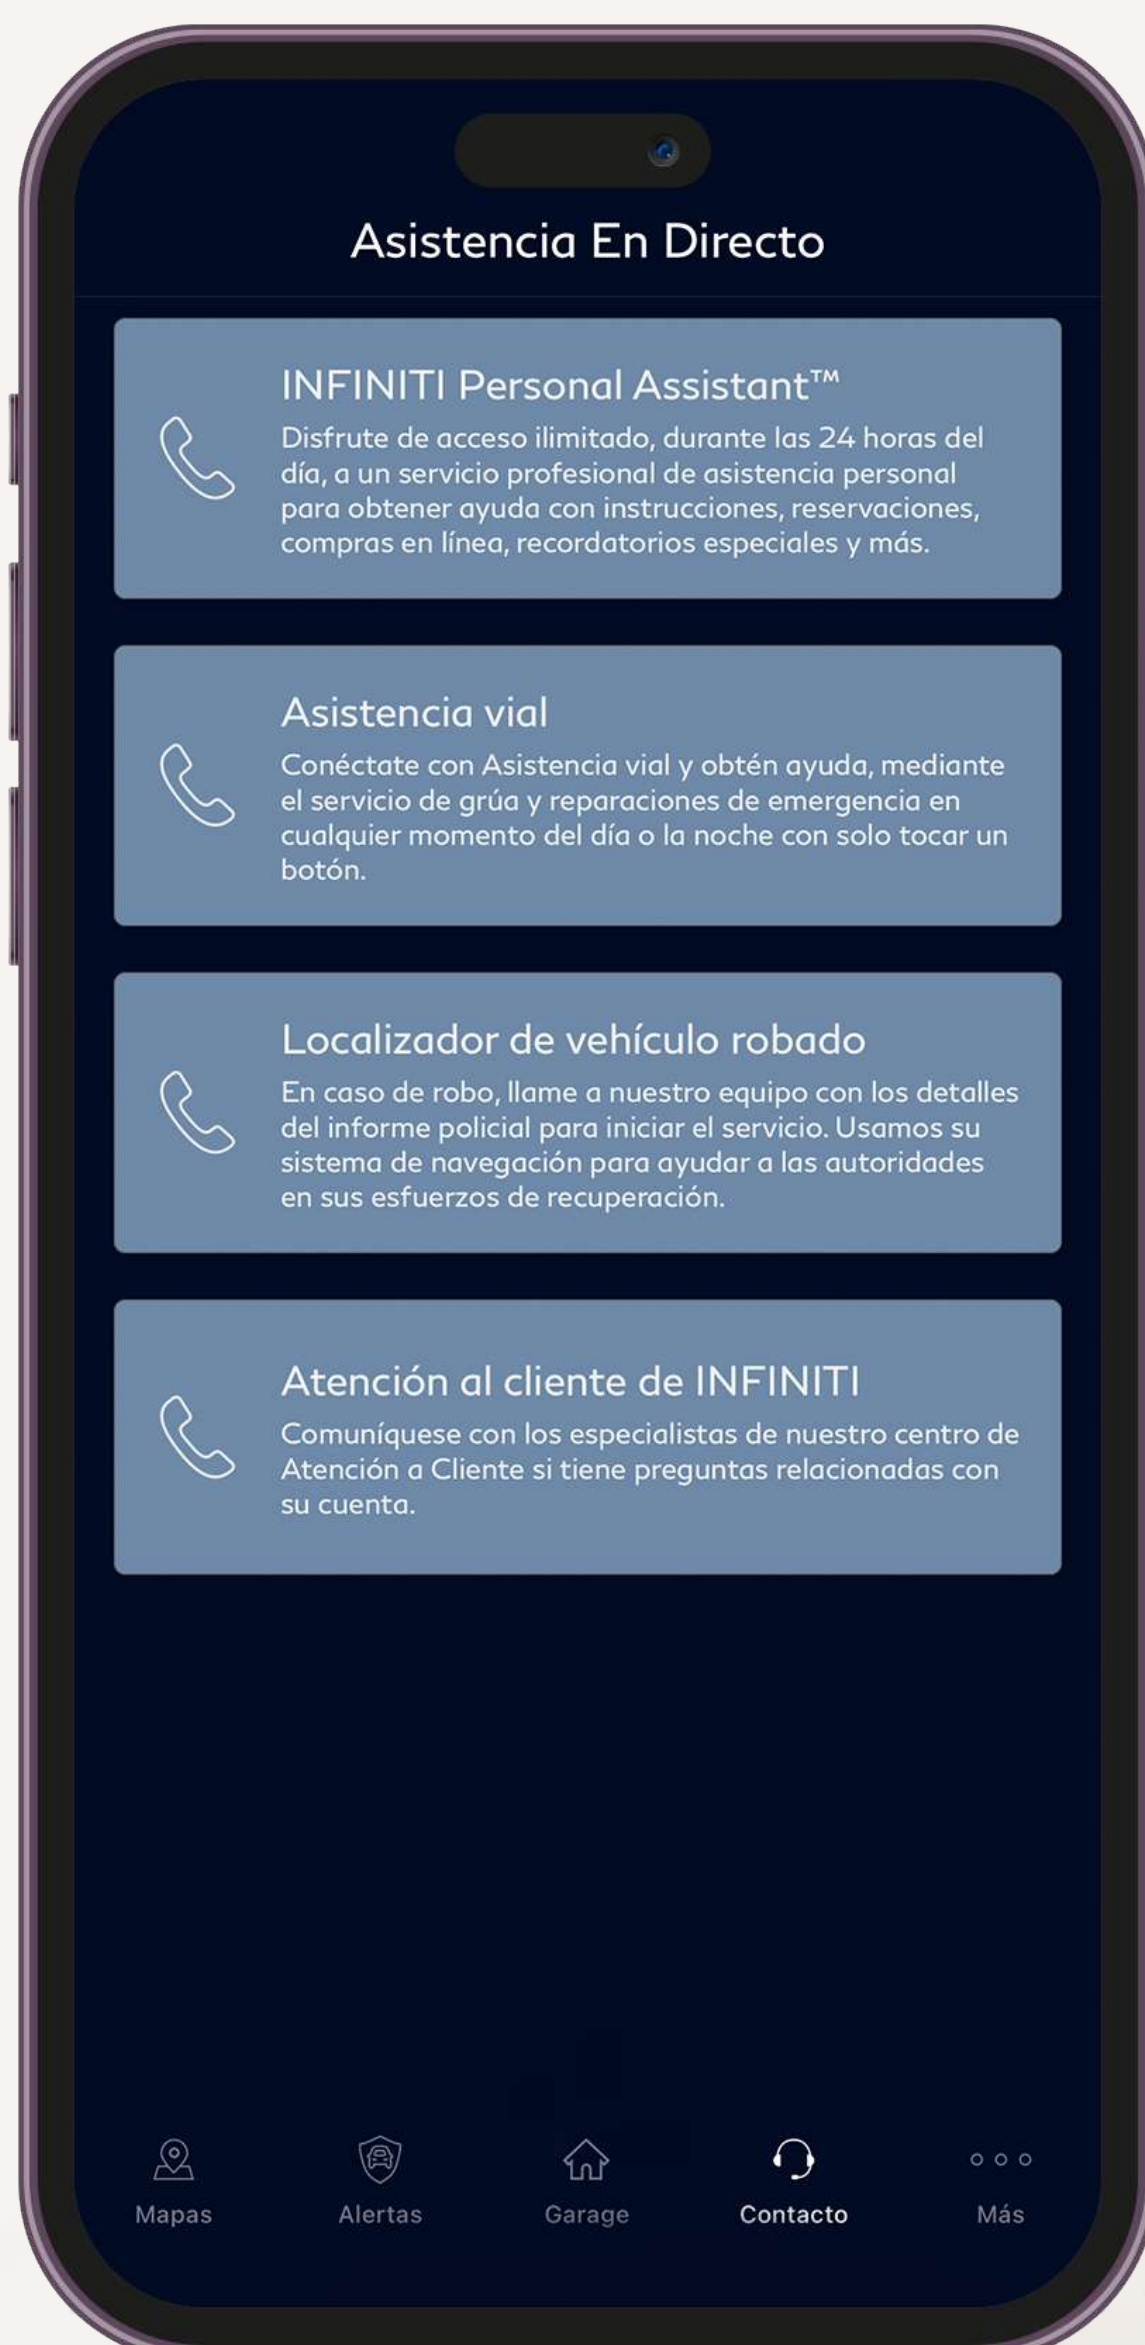 Asistencia En Directo
INFINITI Personal Assistant™
Disfrute de acceso ilimitado, durante las 24 horas del
día, a un servicio profesional de asistencia personal
para obtener ayuda con instrucciones, reservaciones,
compras en línea, recordatorios especiales y más.
Asistencia vial
Conéctate con Asistencia vial y obtén ayuda, mediante
el servicio de grúa y reparaciones de emergencia en
cualquier momento del día o la noche con solo tocar un
botón.
Localizador de vehículo robado
En caso de robo, llame a nuestro equipo con los detalles
del informe policial para iniciar el servicio. Usamos su
sistema de navegación para ayudar a las autoridades
en sus esfuerzos de recuperación.
Atención al cliente de INFINITI
Comuníquese con los especialistas de nuestro centro de
Atención a Cliente si tiene preguntas relacionadas con
su cuenta.
Mapas Alertas Garage Contacto Más